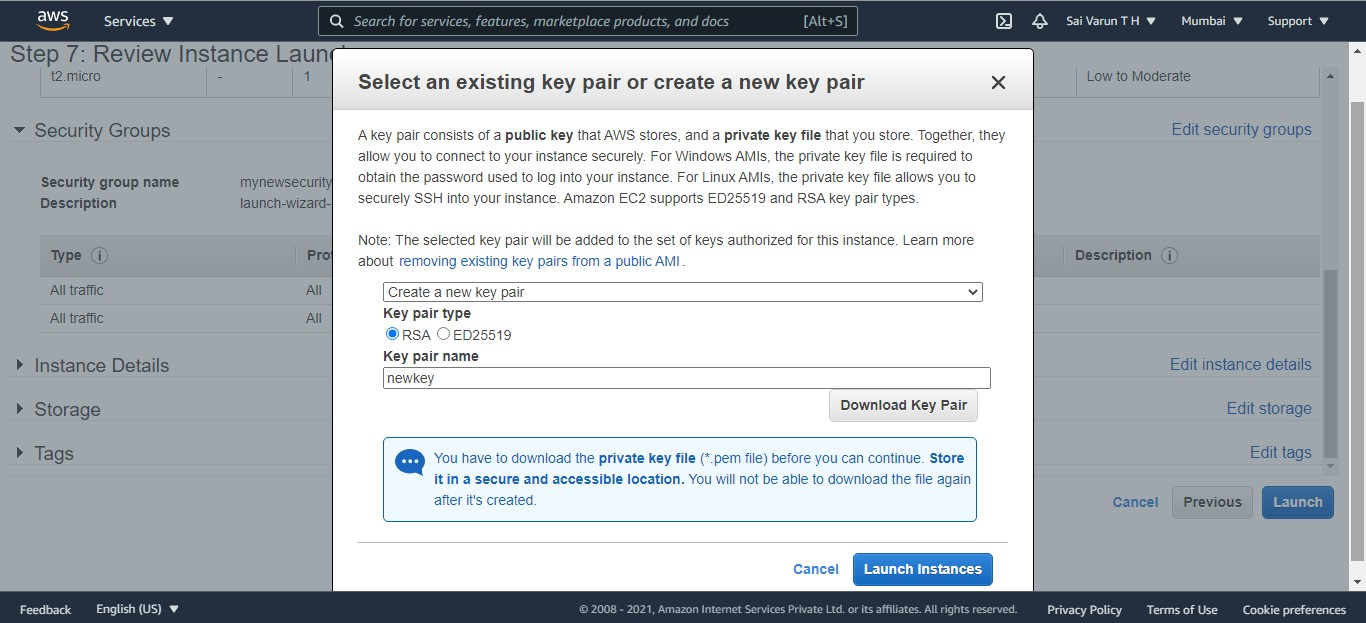 aws
Services
Search for services, features, marketplace products, and docs
[Alt+S]
Sai Varun T H
Mumbai
Support
Step 7: Review Instance
t2.micro
-
1
Low to Moderate
Security Groups
Edit security groups
Security group name
mynewsecurity
Description
launch-wizard-
Type
Description
All traffic
All
All traffic
All
Instance Details
Edit instance details
Storage
Edit storage
Tags
Edit tags
Cancel
Previous
Launch
Select an existing key pair or create a new key pair
A key pair consists of a public key that AWS stores, and a private key file that you store. Together, they
allow you to connect to your instance securely. For Windows AMIs, the private key file is required to
obtain the password used to log into your instance. For Linux AMIs, the private key file allows you to
securely SSH into your instance. Amazon EC2 supports ED25519 and RSA key pair types.
Note: The selected key pair will be added to the set of keys authorized for this instance. Learn more
about removing existing key pairs from a public AMI .
Create a new key pair
Key pair type
RSA ED25519
Key pair name
newkey
Download Key Pair
You have to download the private key file (*.pem file) before you can continue. Store
it in a secure and accessible location. You will not be able to download the file again
after it's created.
Cancel
Launch Instances
Feedback
English (US)
© 2008 - 2021, Amazon Internet Services Private Ltd. or its affiliates. All rights reserved.
Privacy Policy
Terms of Use
Cookie preferences